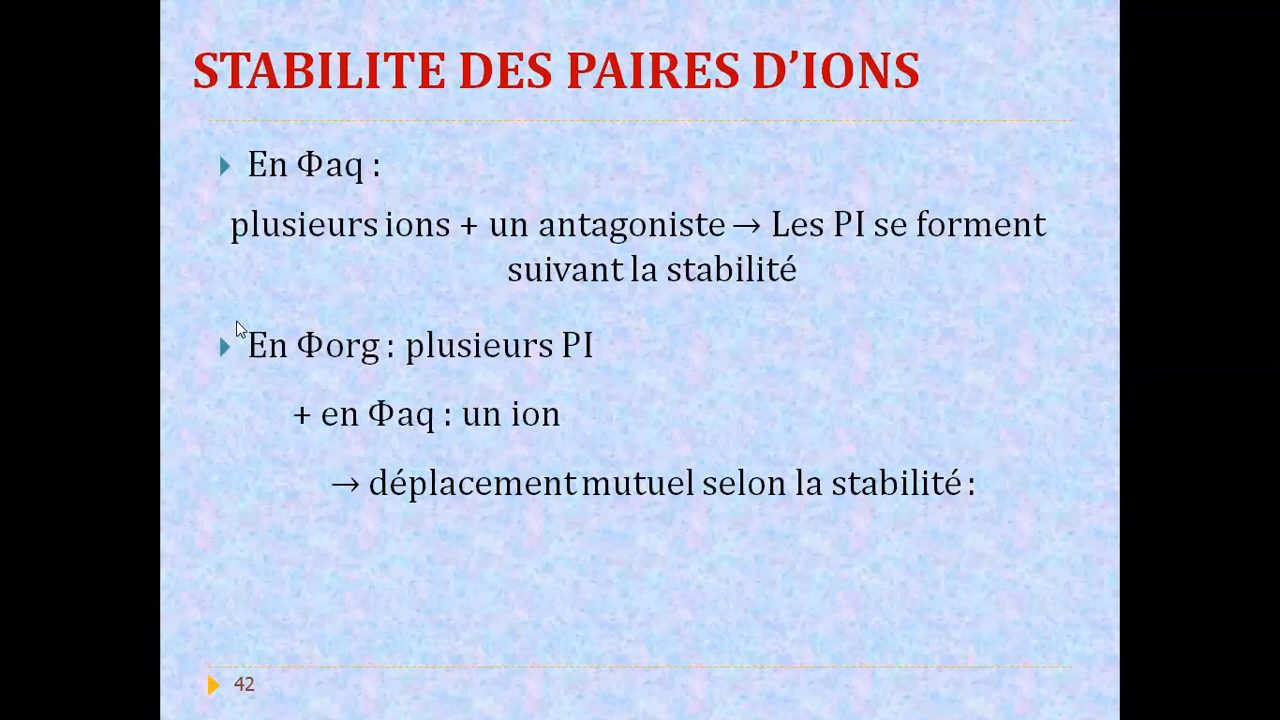 STABILITE DES PAIRES D’IONS
En Φaq :
plusieurs ions + un antagoniste → Les PI se forment
suivant la stabilité
En Φorg : plusieurs PI
+ en Φaq : un ion
→ déplacement mutuel selon la stabilité :
42